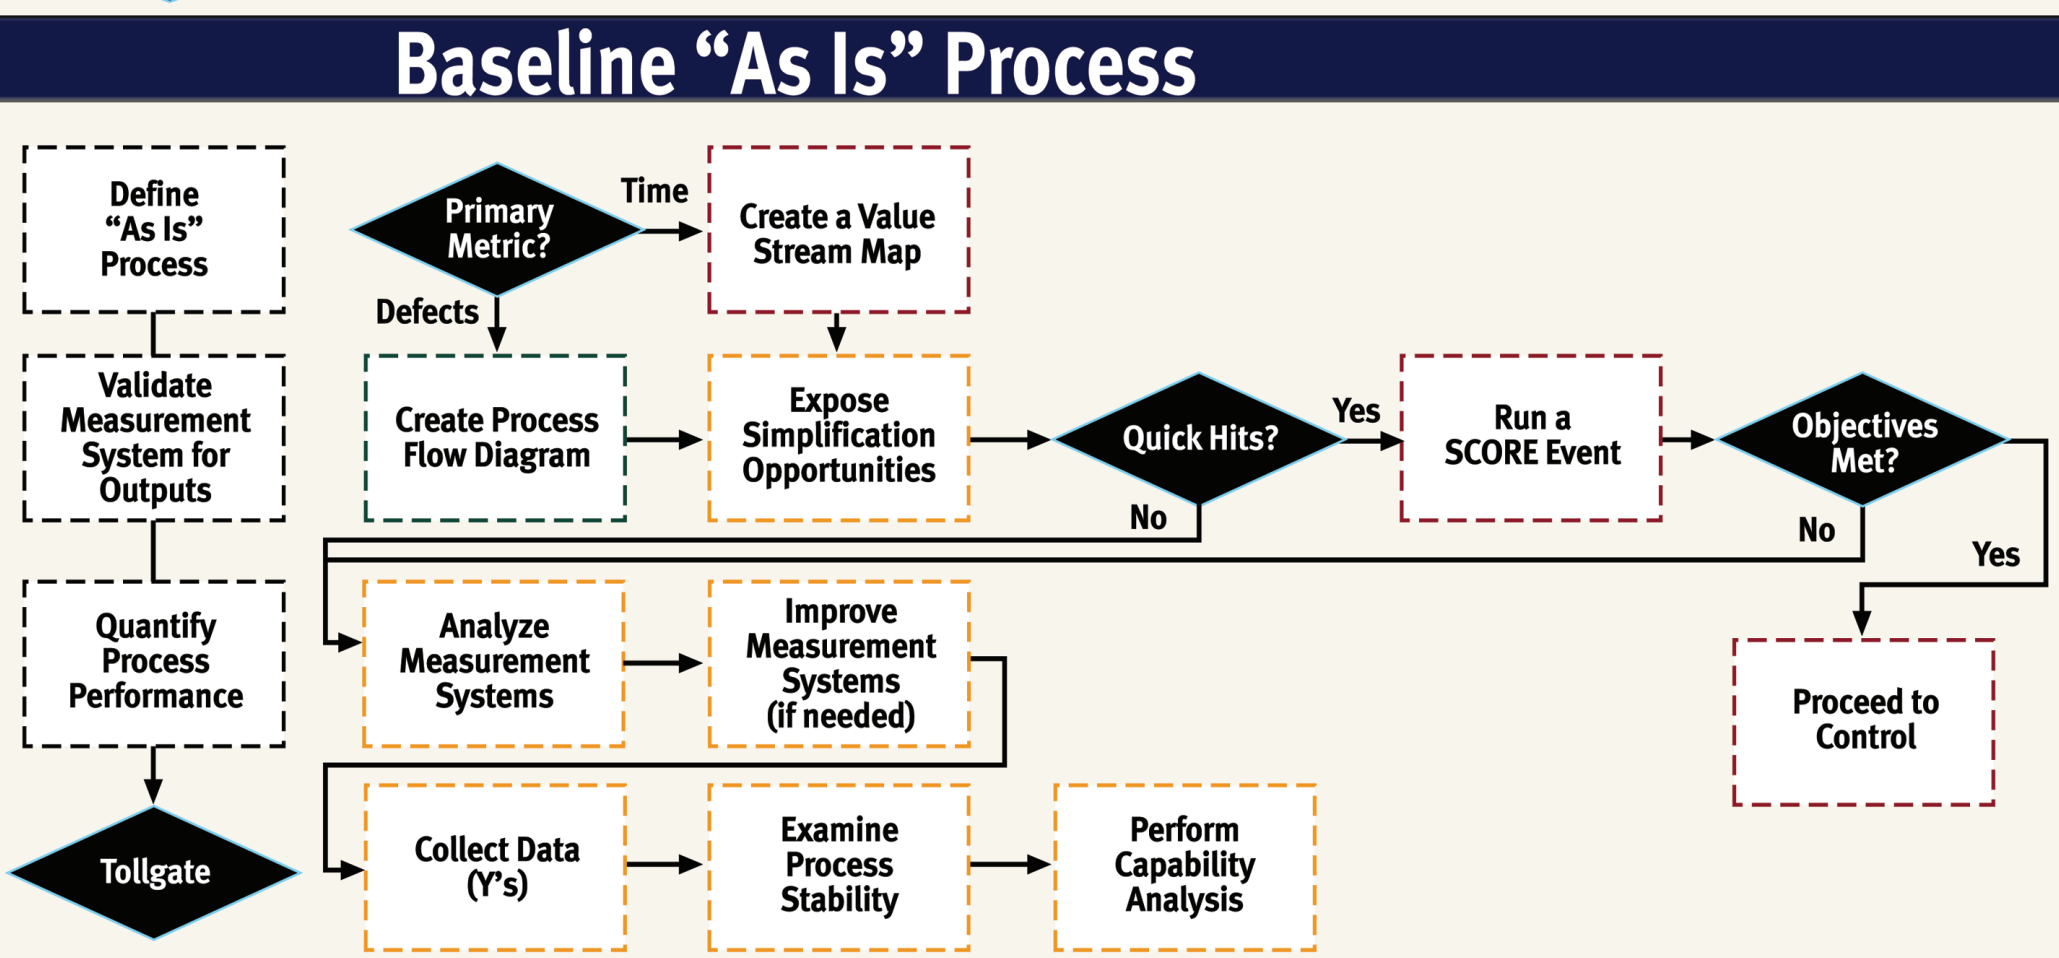 Baseline “As Is” Process
Define
“As Is”
Process
Validate
Measurement
System for
Outputs
Quantify
Process
Performance
Tollgate
Primary
Metric?
Time
Defects
Create a Value
Stream Map
Create Process
Flow Diagram
Expose
Simplification
Opportunities
Quick Hits?
Yes
No
Run a
SCORE Event
Objectives
Met?
No
Yes
Analyze
Measurement
Systems
Improve
Measurement
Systems
(if needed)
Proceed to
Control
Collect Data
(Y’s)
Examine
Process
Stability
Perform
Capability
Analysis